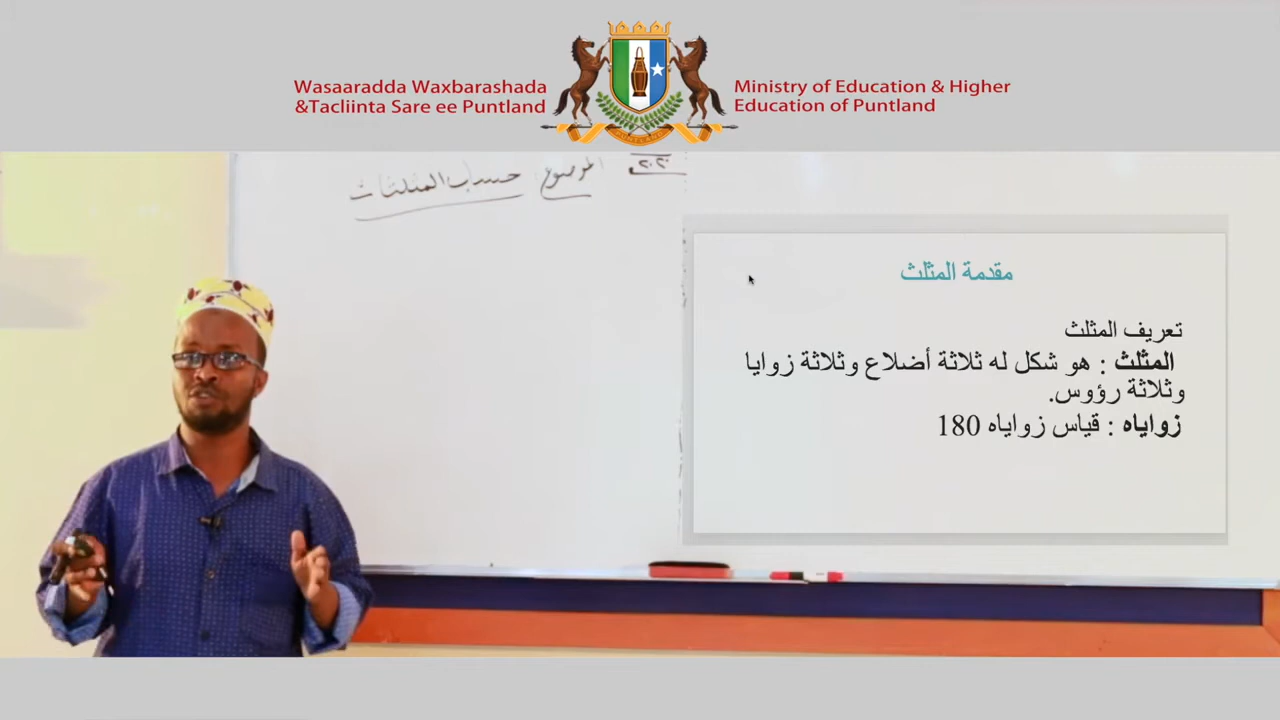 Wasaaradda Waxbarashada
&Tacliinta Sare ee Puntland
Ministry of Education & Higher
Education of Puntland
٢٠٢٠
الموضوع حساب المثلثات
مقدمة المثلث
تعريف المثلث
المثلث : هو شكل له ثلاثة أضلاع وثلاثة زوايا
وثلاثة رؤوس.
زواياه : قياس زواياه 180